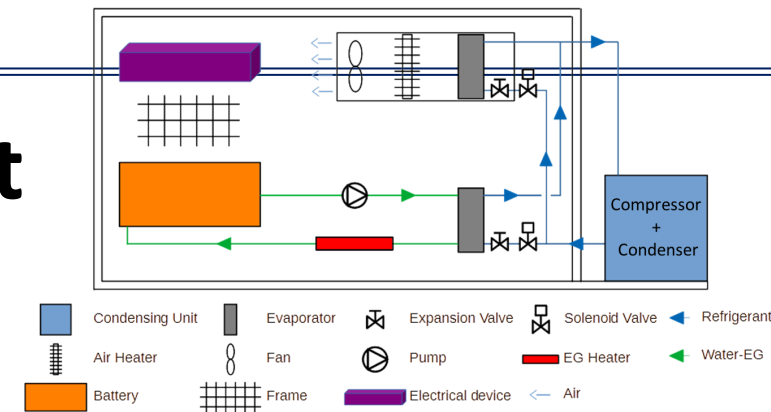 t
Compressor
+
Condenser
Condensing Unit
Evaporator
Expansion Valve
Solenoid Valve
Refrigerant
Air Heater
Fan
Pump
EG Heater
Water-EG
Battery
Frame
Electrical device
Air